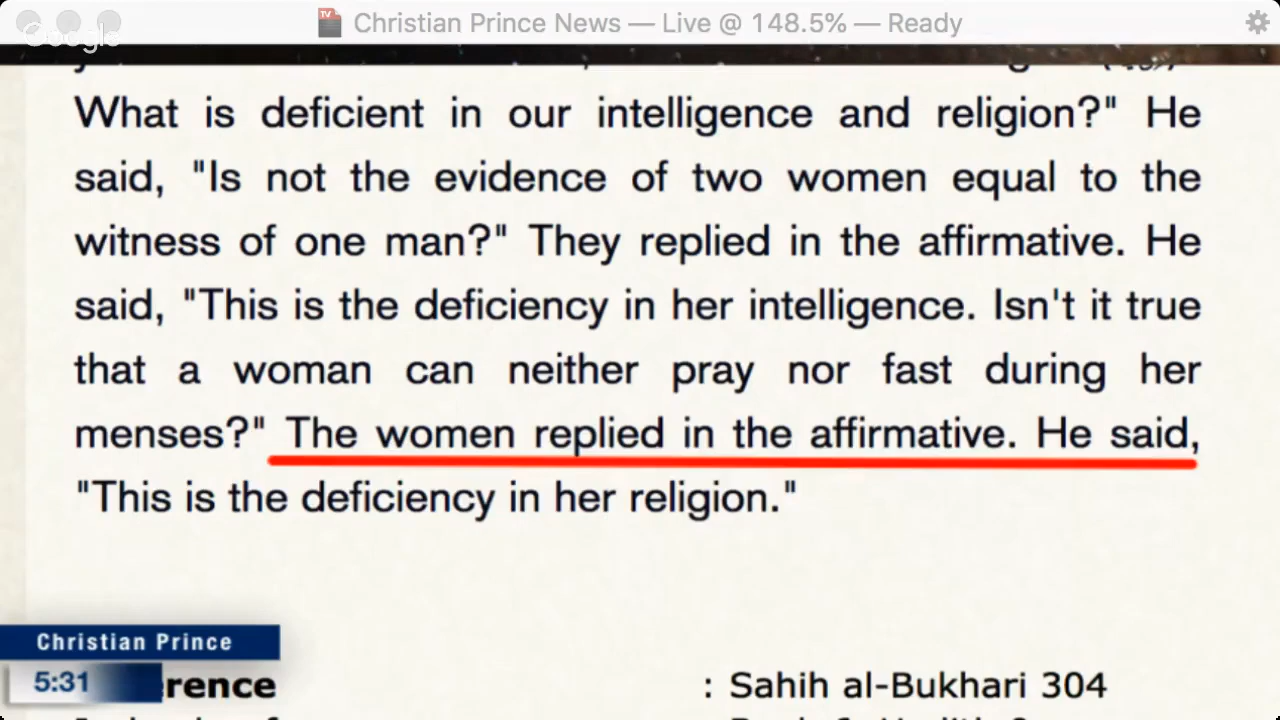 Christian Prince News — Live @ 148.5% — Ready
Google
What is deficient in our intelligence and religion?" He
said, "Is not the evidence of two women equal to the
witness of one man?" They replied in the affirmative. He
said, "This is the deficiency in her intelligence. Isn't it true
that a woman can neither pray nor fast during her
menses?" The women replied in the affirmative. He said,
"This is the deficiency in her religion."
Christian Prince
5:31
rence : Sahih al-Bukhari 304